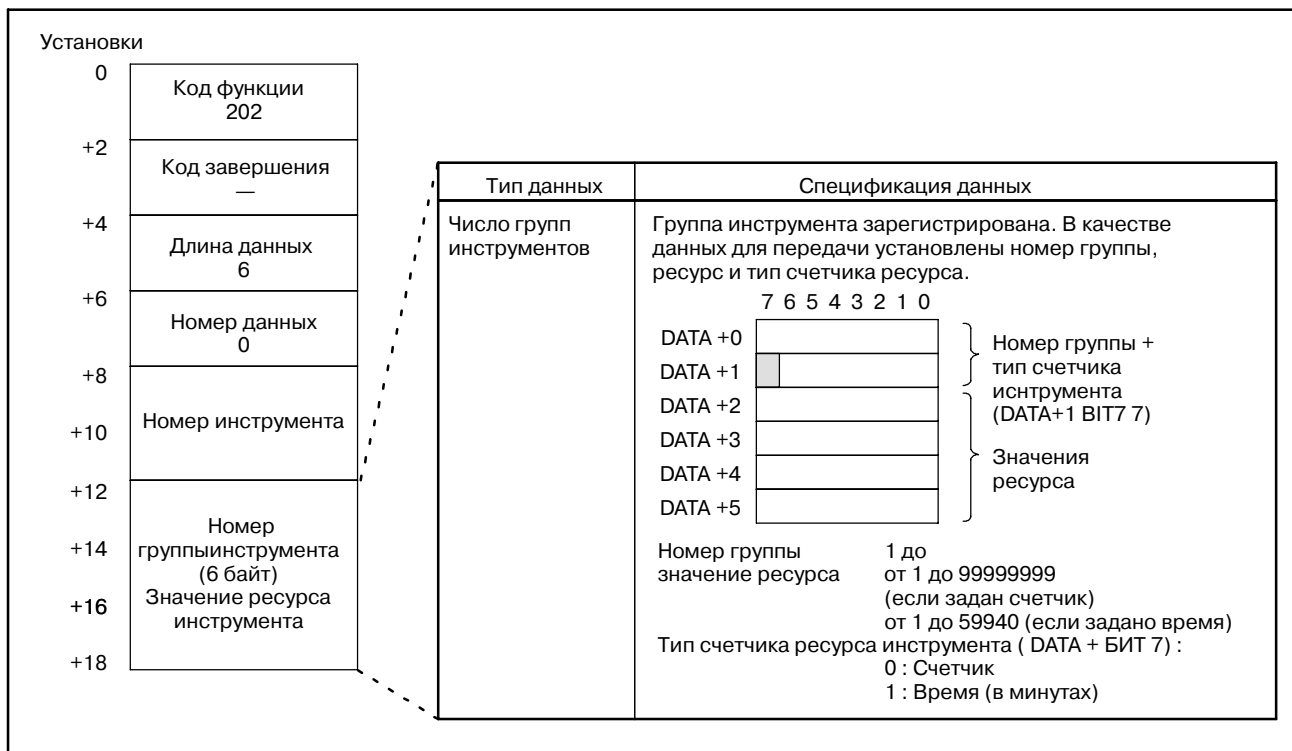 Установки
0
Код функции
202
+2
Код завершения
—
+4
Длина данных
6
+6
Номер данных
0
+8
Номер инструмента
+10
+12
Номер
+14
группыинструмента
(6 байт)
+16
Значение ресурса
инструмента
+18
Тип данных
Спецификация данных
Число групп
инструментов
Группа инструмента зарегистрирована. В качестве
данных для передачи установлены номер группы,
ресурс и тип счетчика ресурса.
7 6 5 4 3 2 1 0
DATA +0
DATA +1
DATA +2
DATA +3
DATA +4
DATA +5
Номер группы +
тип счетчика
иснтрумента
(DATA+1 BIT7 7)
Значения
ресурса
Номер группы 1 до
значение ресурса от 1 до 99999999
(если задан счетчик)
от 1 до 59940 (если задано время)
Тип счетчика ресурса инструмента ( DATA + БИТ 7) :
0 : Счетчик
1 : Время (в минутах)